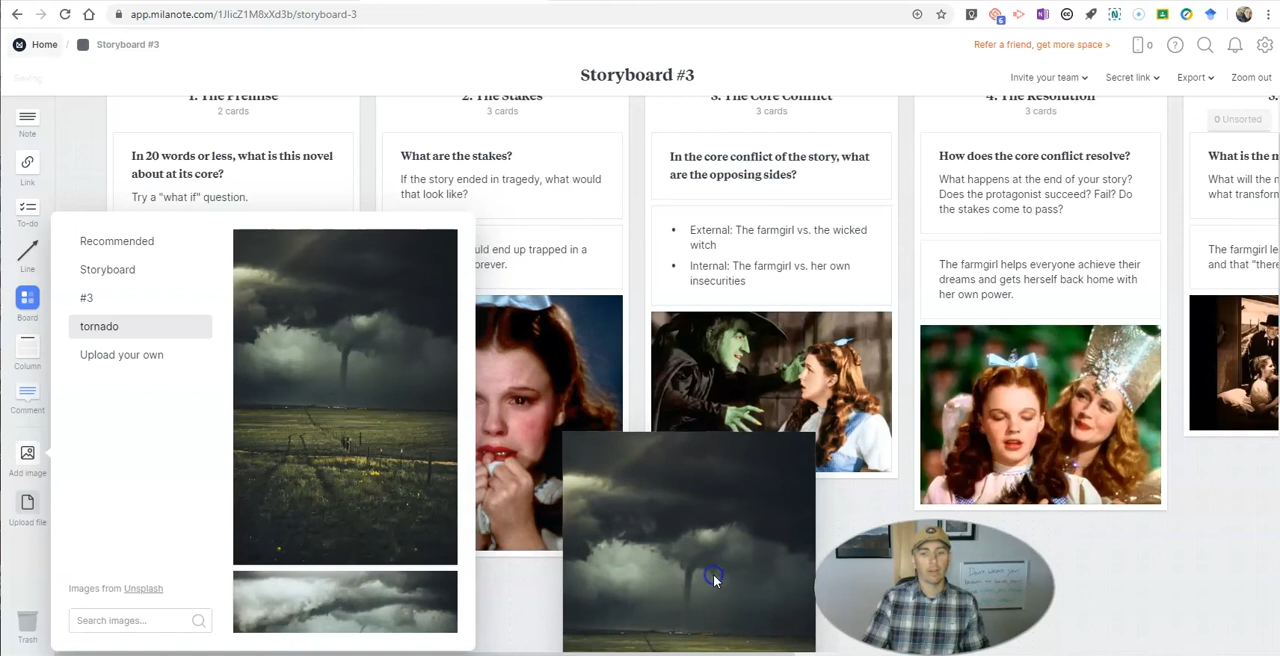 app.milanote.com/1JlicZ1M8xXd3b/storyboard-3
6
Home / Storyboard #3
Refer a friend, get more space >
0
Saving
Storyboard #3
Invite your team
Secret link
Export
Zoom out
Note
Link
To-do
Line
Board
Column
Comment
Add image
Upload file
Trash
1. The Premise
2 cards
In 20 words or less, what is this novel
about at its core?
Try a "what if" question.
2. The Stakes
3 cards
What are the stakes?
If the story ended in tragedy, would
that look like?
uld end up trapped in a
orever.
3. The Core Conflict
3 cards
In the core conflict of the story, what
are the opposing sides?
• External: The farmgirl vs. the wicked
witch
• Internal: The farmgirl vs. her own
insecurities
4. The Resolution
3 cards
How does the core conflict resolve?
What happens at the end of your story?
Does the protagonist succeed? Fail? Do
the stakes come to pass?
The farmgirl helps everyone achieve their
dreams and gets herself back home with
her own power.
5.
0 Unsorted
What is the n
What will the
what transfor
The farmgirl le
and that "there
Recommended
Storyboard
#3
tornado
Upload your own
Images from Unsplash
Search images...